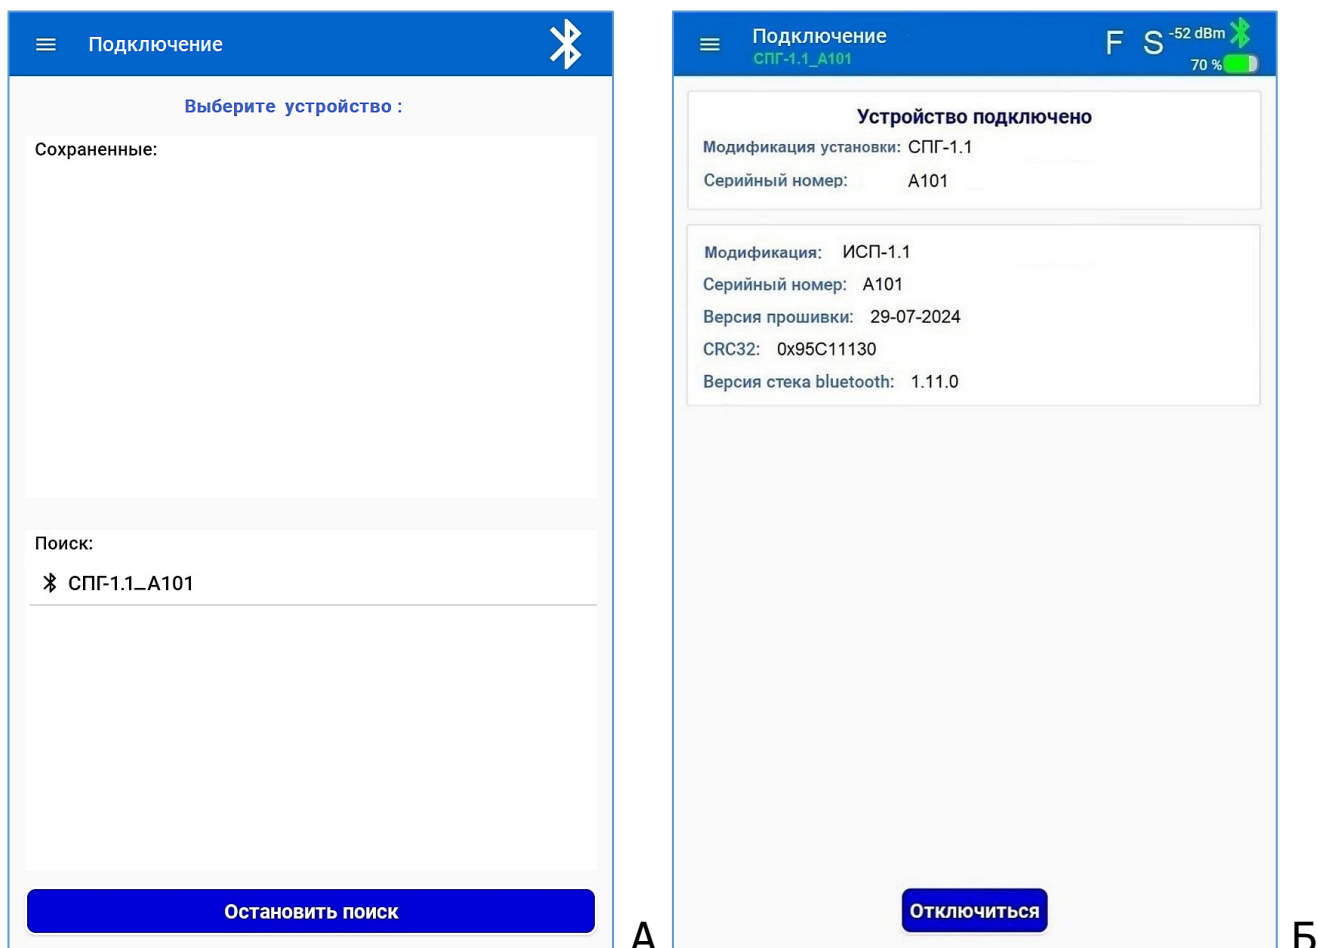 Подключение
Выберите устройство :
Сохраненные:
Поиск:
СПГ-1.1_А101
Остановить поиск
А
Подключение
СПГ-1.1_А101
F S -52 dBm
70 %
Устройство подключено
Модификация установки: СПГ-1.1
Серийный номер: А101
Модификация: ИСП-1.1
Серийный номер: А101
Версия прошивки: 29-07-2024
CRC32: 0x95C11130
Версия стека bluetooth: 1.11.0
Отключиться
Б